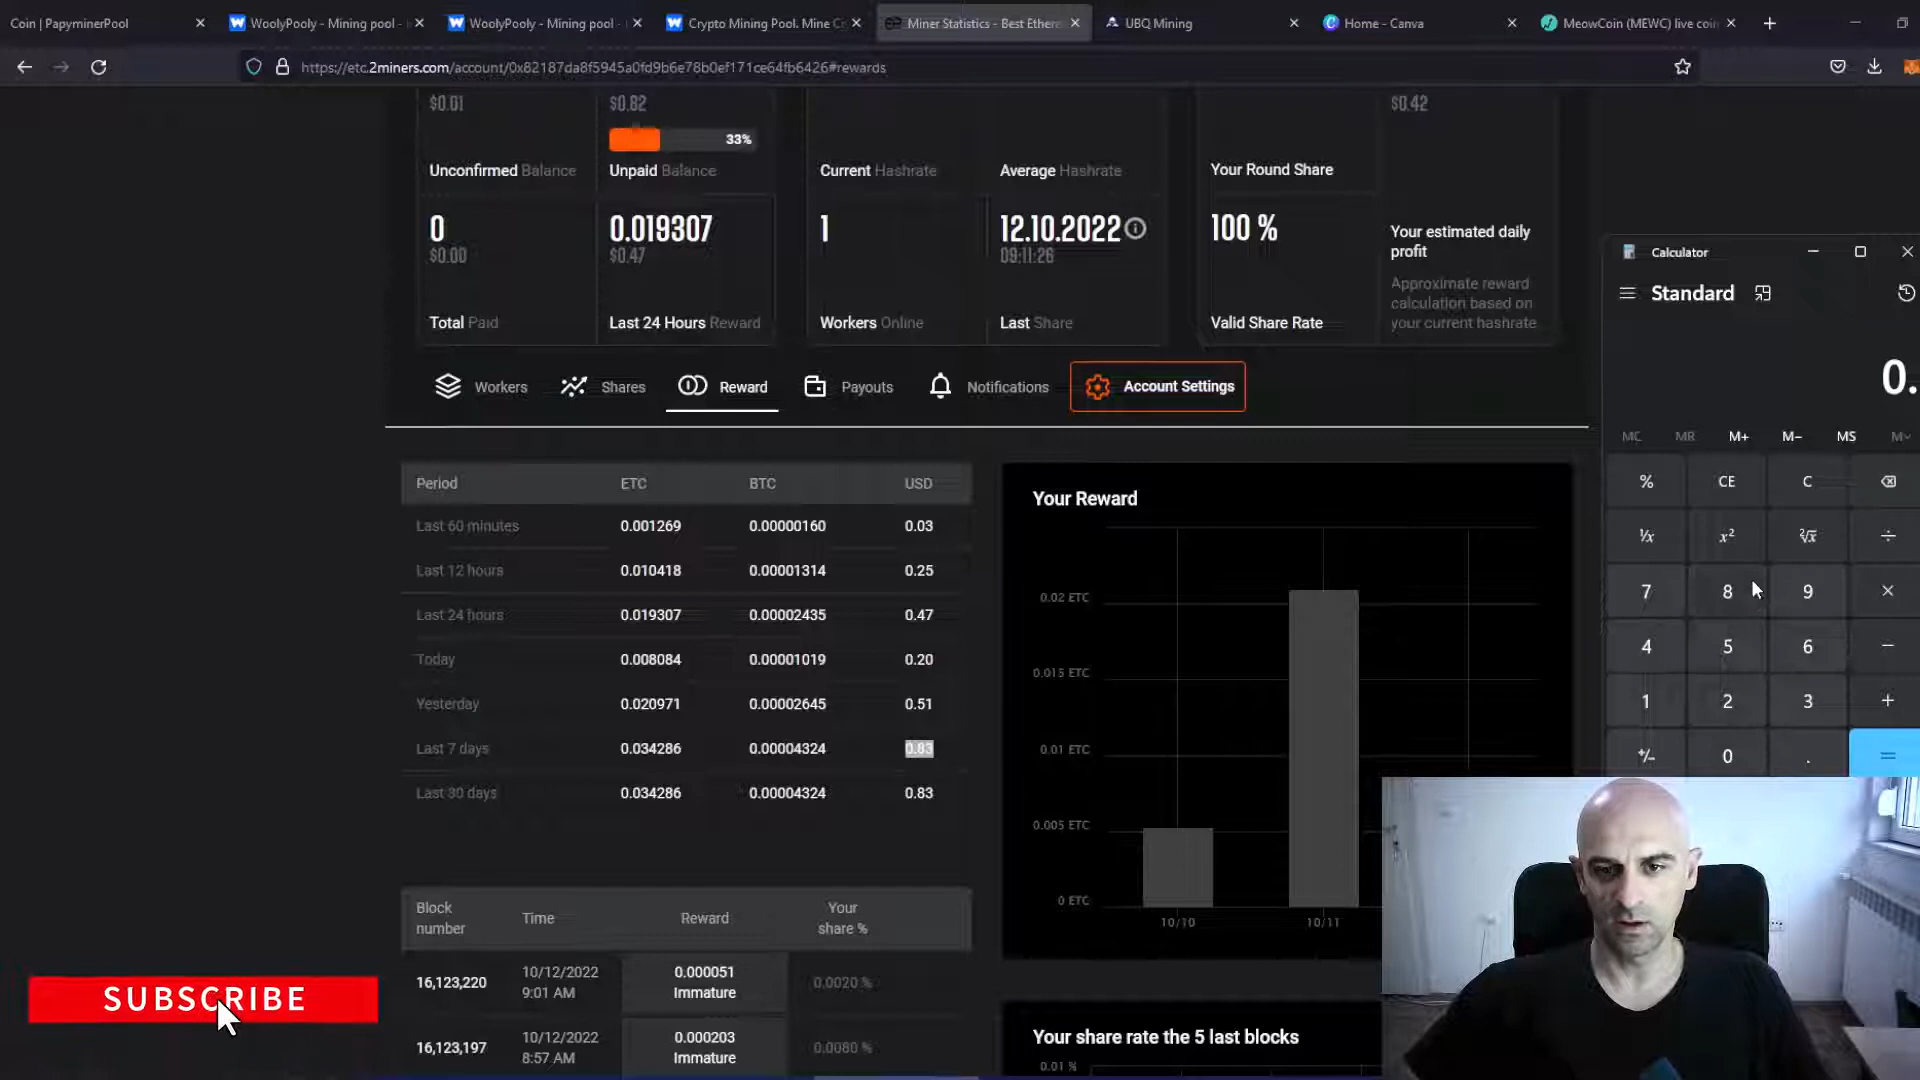 Coin | PapyminerPool
WoolyPooly - Mining pool -
WoolyPooly - Mining pool -
Crypto Mining Pool. Mine C
Miner Statistics - Best Ethere
UBQ Mining
Home - Canva
MeowCoin (MEWC) live coin
https://etc.2miners.com/account/0x82187da8f5945a0fd9b6e78b0ef171ce64fb6426#rewards
$0.01
$0.82
$0.42
33%
Unconfirmed Balance
Unpaid Balance
Current Hashrate
Average Hashrate
Your Round Share
0
$0.00
0.019307
$0.47
1
12.10.2022
09:11:26
100 %
Your estimated daily
profit
Approximate reward
calculation based on
your current hashrate
Total Paid
Last 24 Hours Reward
Workers Online
Last Share
Valid Share Rate
Workers
Shares
Reward
Payouts
Notifications
Account Settings
Period ETC BTC USD
Last 60 minutes 0.001269 0.00000160 0.03
Last 12 hours 0.010418 0.00001314 0.25
Last 24 hours 0.019307 0.00002435 0.47
Today 0.008084 0.00001019 0.20
Yesterday 0.020971 0.00002645 0.51
Last 7 days 0.034286 0.00004324 0.83
Last 30 days 0.034286 0.00004324 0.83
Your Reward
0.02 ETC
0.015 ETC
0.01 ETC
0.005 ETC
0 ETC
10/10
10/11
Block
number
Time
Reward
Your
share %
16,123,220
10/12/2022
9:01 AM
0.000051
Immature
0.0020 %
16,123,197
10/12/2022
8:57 AM
0.000203
Immature
0.0080 %
Your share rate the 5 last blocks
0.01 %
Calculator
Standard
0.
MC MR M+ M− MS M
% CE C
¹/x x² ²√x ÷
7 8 9 ×
4 5 6 −
1 2 3 +
+/− 0 . =
SUBSCRIBE